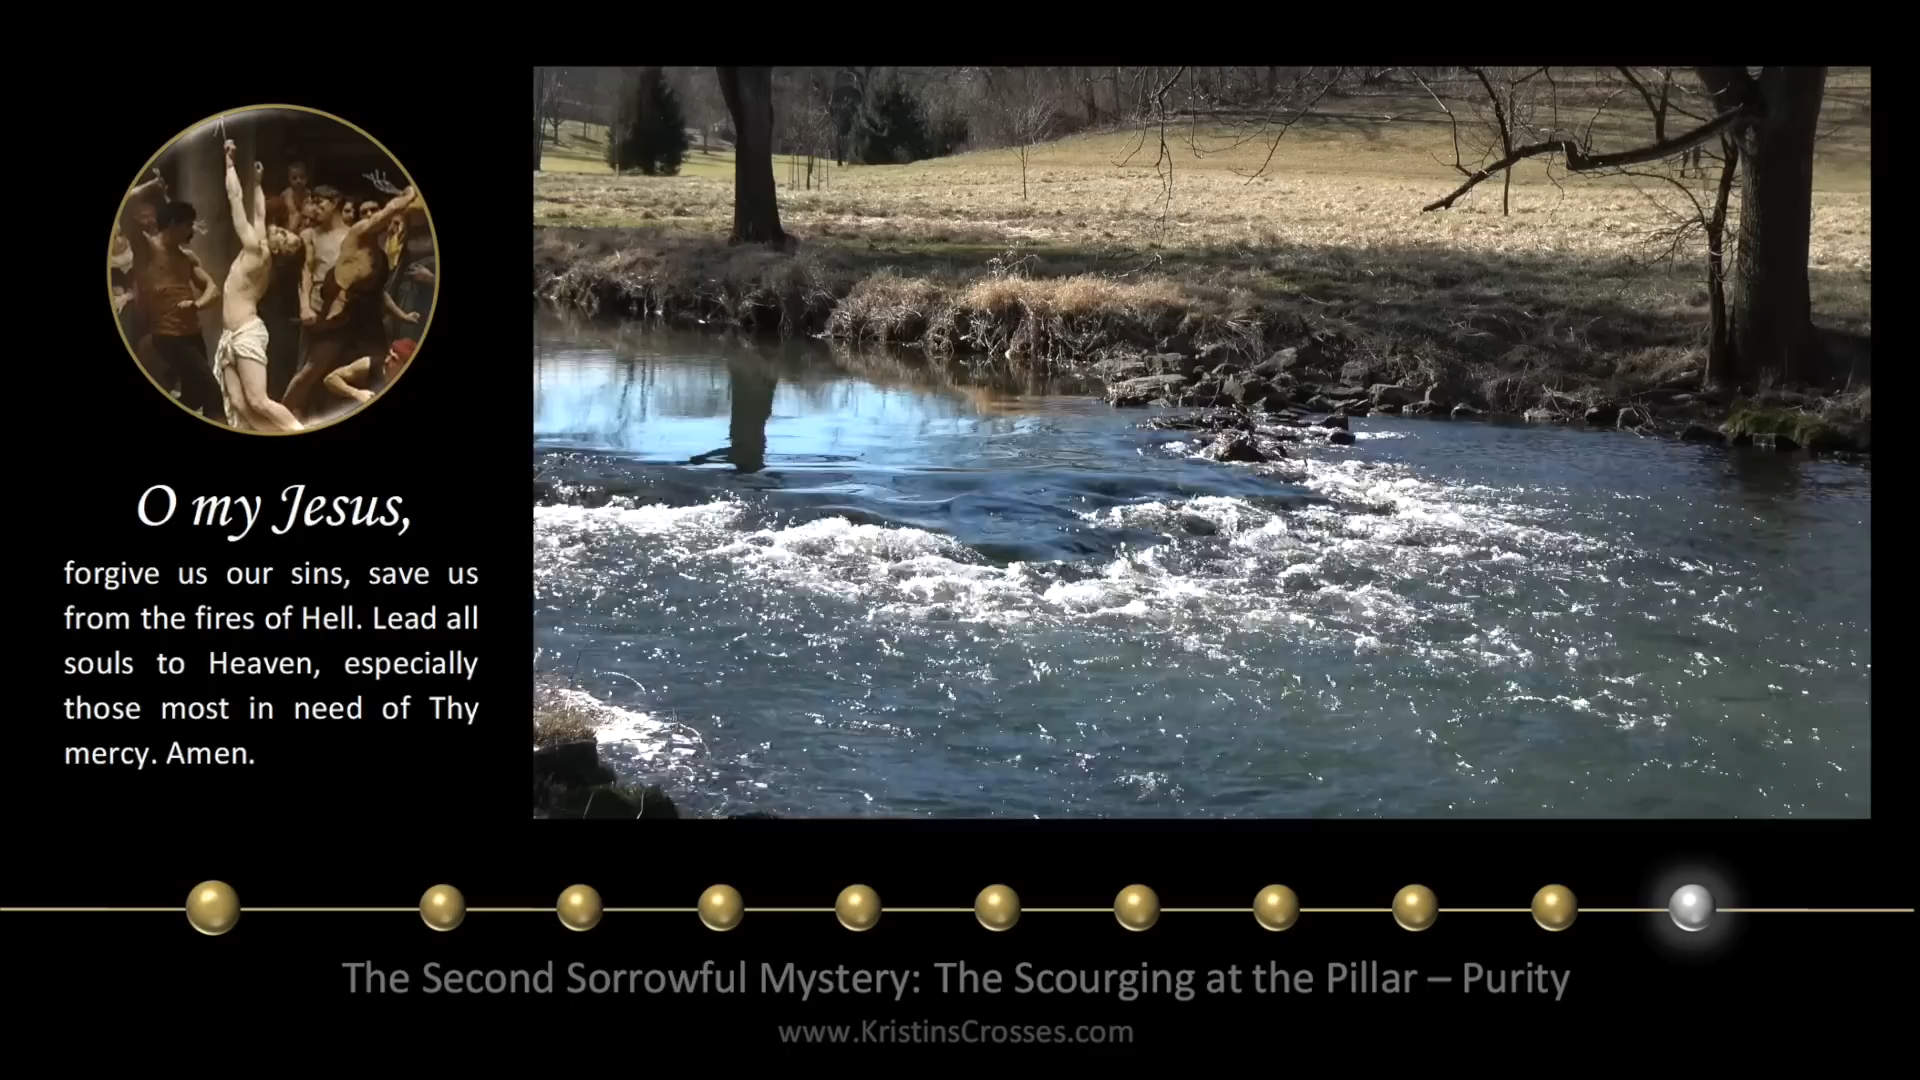 O my Jesus,
forgive us our sins, save us
from the fires of Hell. Lead all
souls to Heaven, especially
those most in need of Thy
mercy. Amen.
The Second Sorrowful Mystery: The Scourging at the Pillar – Purity
www.KristinsCrosses.com